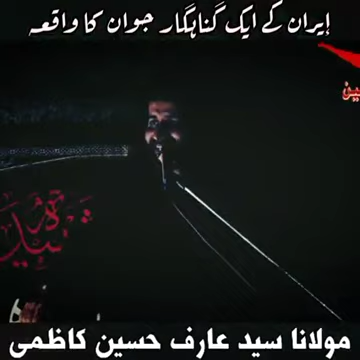 ایران کے ایک گناہگار جوان کا واقعہ
مولانا سید عارف حسین کاظمی